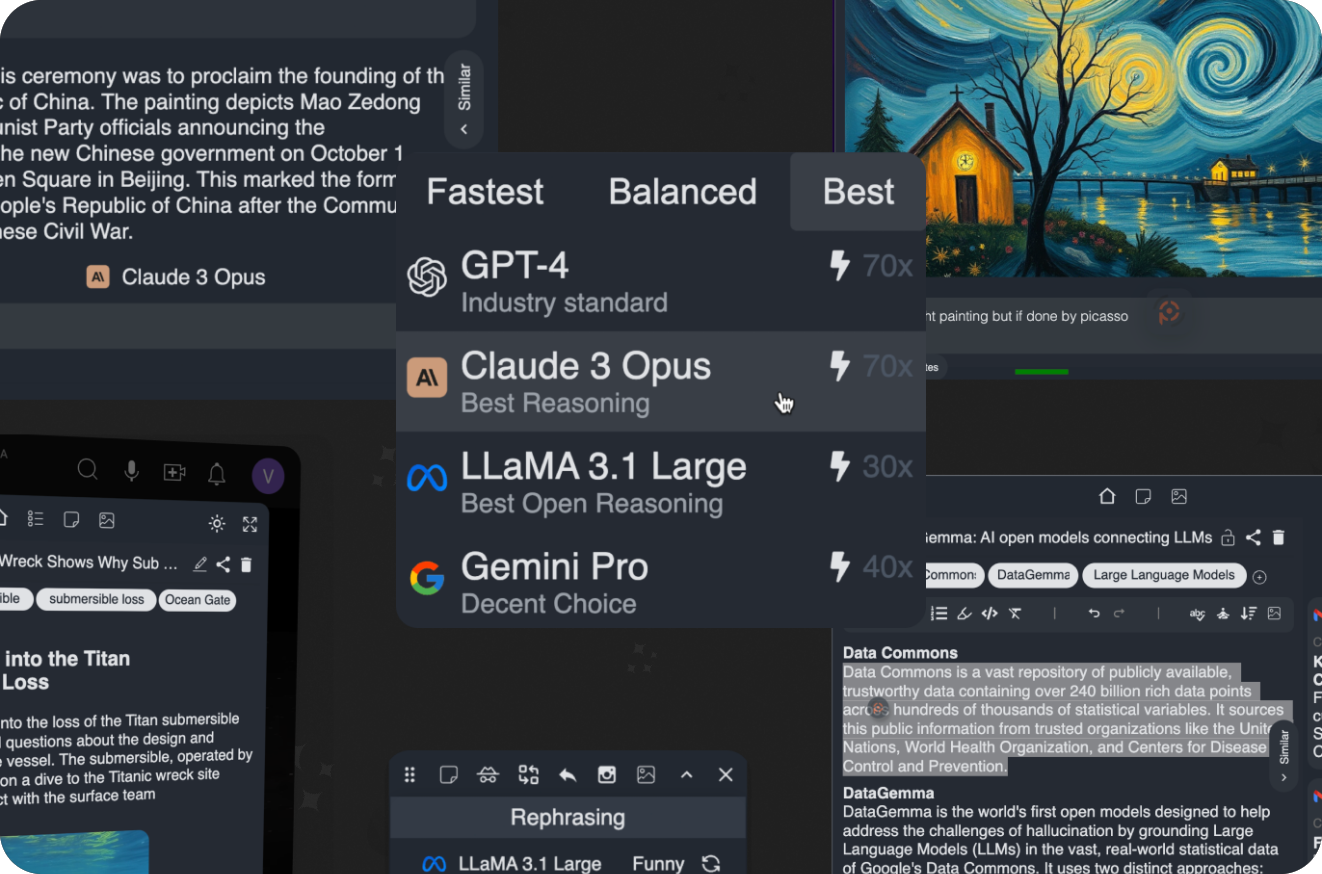 is ceremony was to proclaim the founding of th
of China. The painting depicts Mao Zedong
Party officials announcing the
he new Chinese government on October 1
en Square in Beijing. This marked the form
ople's Republic of China after the Commu
ese Civil War.
Claude 3 Opus
Similar
Fastest
Balanced
Best
GPT-4
Industry standard
70x
Claude 3 Opus
Best Reasoning
70x
LLaMA 3.1 Large
Best Open Reasoning
30x
Gemini Pro
Decent Choice
40x
nt painting but if done by picasso
tes
A
V
Wreck Shows Why Sub ...
ible
submersible loss
Ocean Gate
into the Titan
Loss
nto the loss of the Titan submersible
questions about the design and
vessel. The submersible, operated by
on a dive to the Titanic wreck site
ct with the surface team
Rephrasing
LLaMA 3.1 Large
Funny
Gemma: AI open models connecting LLMs
Commons
DataGemma
Large Language Models
abc
Data Commons
Data Commons is a vast repository of publicly available,
trustworthy data containing over 240 billion rich data points
across hundreds of thousands of statistical variables. It sources
this public information from trusted organizations like the Unite
Nations, World Health Organization, and Centers for Disease
Control and Prevention.
Similar
DataGemma
DataGemma is the world's first open models designed to help
address the challenges of hallucination by grounding Large
Language Models (LLMs) in the vast, real-world statistical data
of Google's Data Commons. It uses two distinct approaches: